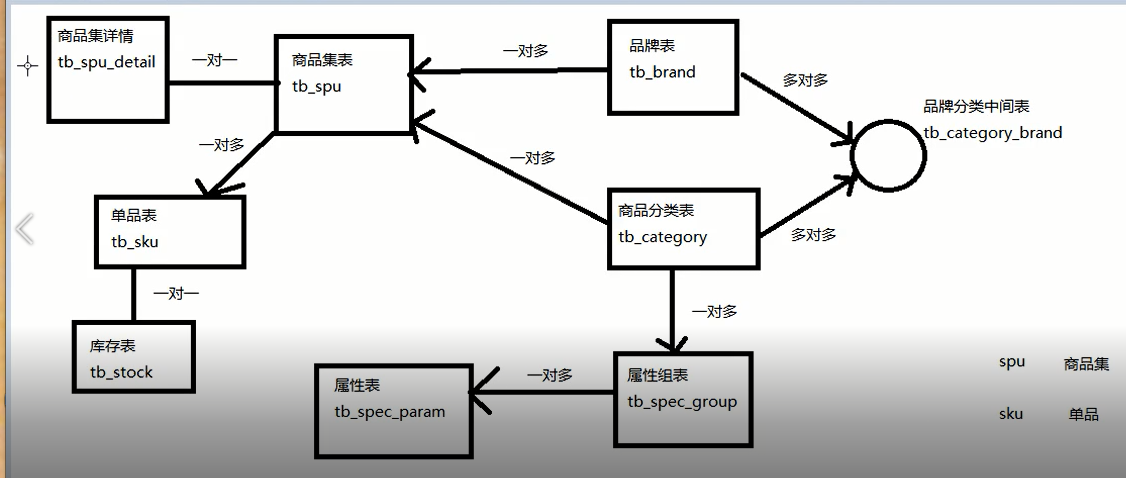 商品集详情
tb_spu_detail
一对一
商品集表
tb_spu
一对多
品牌表
tb_brand
多对多
品牌分类中间表
tb_category_brand
一对多
一对多
单品表
tb_sku
商品分类表
tb_category
多对多
一对一
一对多
库存表
tb_stock
属性表
tb_spec_param
一对多
属性组表
tb_spec_group
spu 商品集
sku 单品